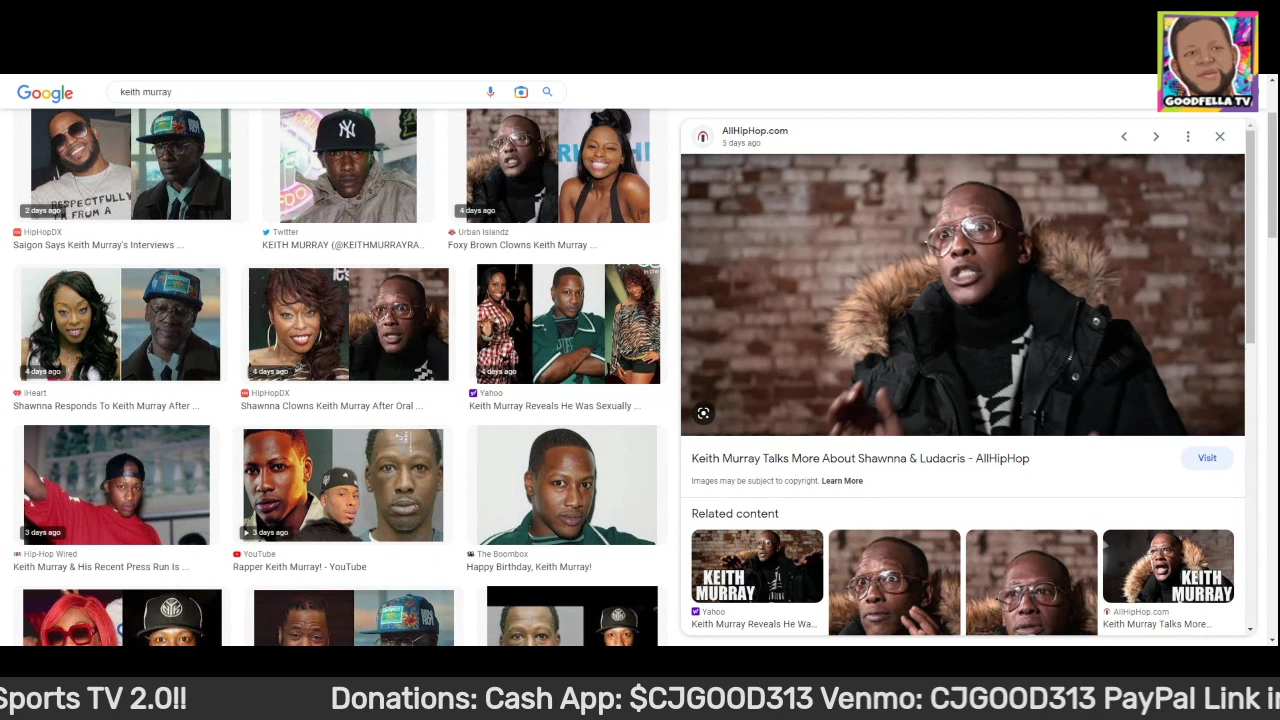 GOODFELLA TV
Google
keith murray
RESPECTFULLY
FROM A
2 days ago
HipHopDX
Saigon Says Keith Murray's Interviews ...
Twitter
KEITH MURRAY (@KEITHMURRAYRA...
4 days ago
Urban Islandz
Foxy Brown Clowns Keith Murray ...
4 days ago
iHeart
Shawnna Responds To Keith Murray After ...
4 days ago
HipHopDX
Shawnna Clowns Keith Murray After Oral ...
4 days ago
Yahoo
Keith Murray Reveals He Was Sexually ...
3 days ago
Hip-Hop Wired
Keith Murray & His Recent Press Run Is ...
3 days ago
YouTube
Rapper Keith Murray! - YouTube
The Boombox
Happy Birthday, Keith Murray!
AllHipHop.com
5 days ago
Keith Murray Talks More About Shawnna & Ludacris - AllHipHop
Visit
Images may be subject to copyright. Learn More
Related content
KEITH
MURRAY
Yahoo
Keith Murray Reveals He Wa...
KEITH
MURRAY
AllHipHop.com
Keith Murray Talks More...
Sports TV 2.0!! Donations: Cash App: $CJGOOD313 Venmo: CJGOOD313 PayPal Link i